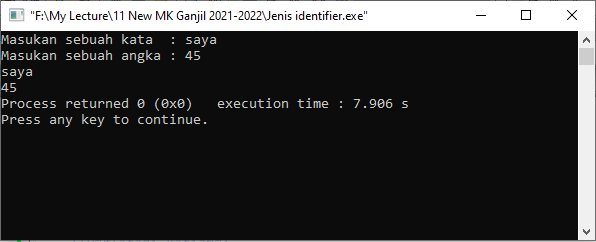 "F:\My Lecture\11 New MK Ganjil 2021-2022\Jenis identifier.exe"
Masukan sebuah kata  : saya
Masukan sebuah angka : 45
saya
45
Process returned 0 (0x0)   execution time : 7.906 s
Press any key to continue.